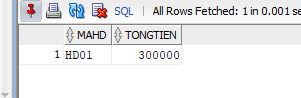 SQL | All Rows Fetched: 1 in 0.001 se
MAHD TONGTIEN
1 HD01 300000